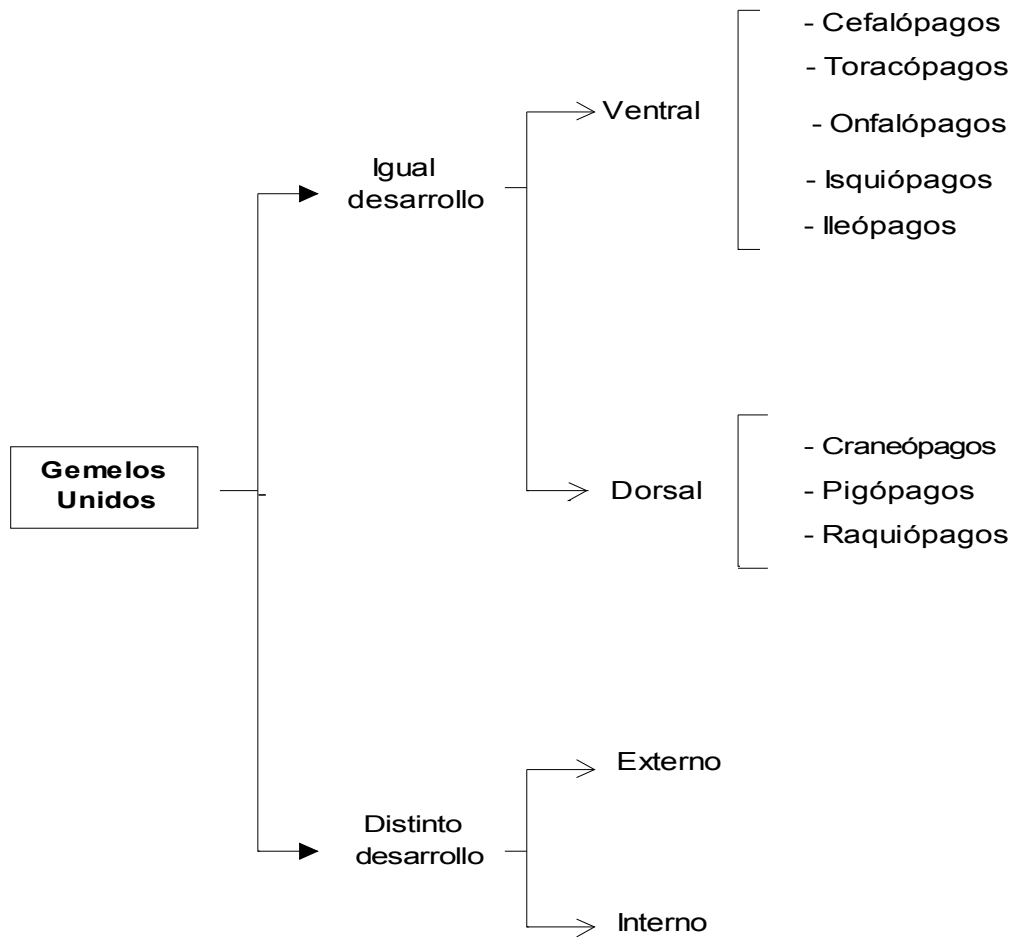 Gemelos
Unidos
Igual
desarrollo
Ventral
- Cefalópagos
- Toracópagos
- Onfalópagos
- Isquiópagos
- Ileópagos
Dorsal
- Craneópagos
- Pigópagos
- Raquiópagos
Distinto
desarrollo
Externo
Interno